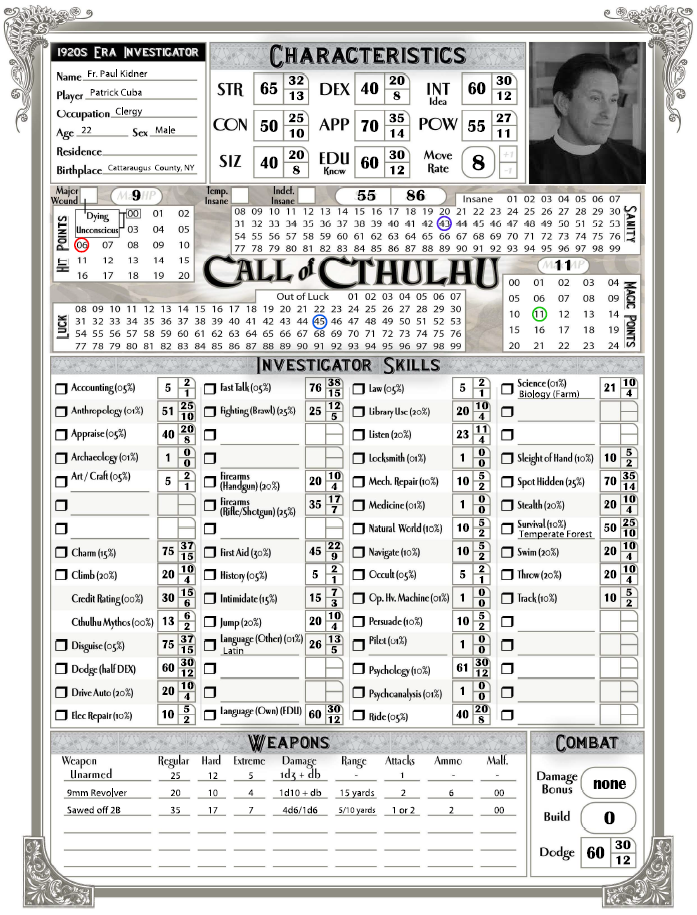 1920S ERA INVESTIGATOR
Name Fr. Paul Kidner
Player Patrick Cuba
Occupation Clergy
Age 22 Sex Male
Residence
Birthplace Cattaraugus County, NY
CHARACTERISTICS
STR 65 32 13 DEX 40 20 8 INT Idea 60 30 12
CON 50 25 10 APP 70 35 14 POW 55 27 11
SIZ 40 20 8 EDU Know 60 30 12 Move Rate 8 +1 -1
Major Wound 9
HIT POINTS
Dying 00 01 02
Unconscious 03 04 05
06 07 08 09 10
11 12 13 14 15
16 17 18 19 20
Temp. Insane Indef. Insane 55 86
SANITY
Insane 01 02 03 04 05 06 07
08 09 10 11 12 13 14 15 16 17 18 19 20 21 22 23 24 25 26 27 28 29 30
31 32 33 34 35 36 37 38 39 40 41 42 43 44 45 46 47 48 49 50 51 52 53
54 55 56 57 58 59 60 61 62 63 64 65 66 67 68 69 70 71 72 73 74 75 76
77 78 79 80 81 82 83 84 85 86 87 88 89 90 91 92 93 94 95 96 97 98 99
CALL of CTHULHU
LUCK
Out of Luck 01 02 03 04 05 06 07
08 09 10 11 12 13 14 15 16 17 18 19 20 21 22 23 24 25 26 27 28 29 30
31 32 33 34 35 36 37 38 39 40 41 42 43 44 45 46 47 48 49 50 51 52 53
54 55 56 57 58 59 60 61 62 63 64 65 66 67 68 69 70 71 72 73 74 75 76
77 78 79 80 81 82 83 84 85 86 87 88 89 90 91 92 93 94 95 96 97 98 99
11
MAGIC POINTS
00 01 02 03 04
05 06 07 08 09
10 11 12 13 14
15 16 17 18 19
20 21 22 23 24
INVESTIGATOR SKILLS
Accounting (05%) 5 2 1
Anthropology (01%) 51 25 10
Appraise (05%) 40 20 8
Archaeology (01%) 1 0 0
Art / Craft (05%) 5 2 1
Charm (15%) 75 37 15
Climb (20%) 20 10 4
Credit Rating (00%) 30 15 6
Cthulhu Mythos (00%) 13 6 2
Disguise (05%) 75 37 15
Dodge (half DEX) 60 30 12
Drive Auto (20%) 20 10 4
Elec Repair (10%) 10 5 2
Fast Talk (05%) 76 38 15
Fighting (Brawl) (25%) 25 12 5
Firearms (Handgun) (20%) 20 10 4
Firearms (Rifle/Shotgun) (25%) 35 17 7
First Aid (30%) 45 22 9
History (05%) 5 2 1
Intimidate (15%) 15 7 3
Jump (20%) 20 10 4
Language (Other) (01%) 26 13 5
Latin
Language (Own) (EDU) 60 30 12
Law (05%) 5 2 1
Library Use (20%) 20 10 4
Listen (20%) 23 11 4
Locksmith (01%) 1 0 0
Mech. Repair (10%) 10 5 2
Medicine (01%) 1 0 0
Natural World (10%) 10 5 2
Navigate (10%) 10 5 2
Occult (05%) 5 2 1
Op. Hv. Machine (01%) 1 0 0
Persuade (10%) 10 5 2
Pilot (01%) 1 0 0
Psychology (10%) 61 30 12
Psychoanalysis (01%) 1 0 0
Ride (05%) 40 20 8
Science (01%) 21 10 4
Biology (Farm)
Sleight of Hand (10%) 10 5 2
Spot Hidden (25%) 70 35 14
Stealth (20%) 20 10 4
Survival (10%) 50 25 10
Temperate Forest
Swim (20%) 20 10 4
Throw (20%) 20 10 4
Track (10%) 10 5 2
WEAPONS
Weapon Regular Hard Extreme Damage Range Attacks Ammo Malf.
Unarmed 25 12 5 1d3 + db - 1 - -
9mm Revolver 20 10 4 1d10 + db 15 yards 2 6 00
Sawed off 2B 35 17 7 4d6/1d6 5/10 yards 1 or 2 2 00
COMBAT
Damage Bonus none
Build 0
Dodge 60 30 12